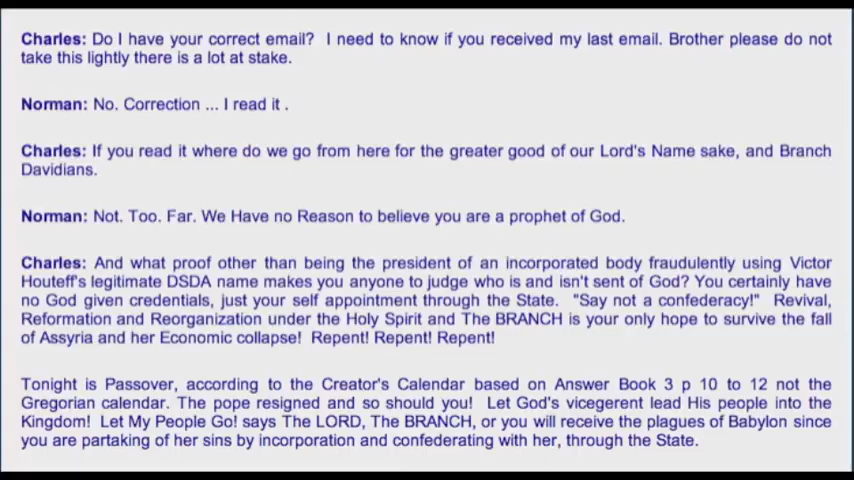 Charles: Do I have your correct email? I need to know if you received my last email. Brother please do not
take this lightly there is a lot at stake.
Norman: No. Correction ... I read it .
Charles: If you read it where do we go from here for the greater good of our Lord's Name sake, and Branch
Davidians.
Norman: Not. Too. Far. We Have no Reason to believe you are a prophet of God.
Charles: And what proof other than being the president of an incorporated body fraudulently using Victor
Houteff's legitimate DSDA name makes you anyone to judge who is and isn't sent of God? You certainly have
no God given credentials, just your self appointment through the State. "Say not a confederacy!" Revival,
Reformation and Reorganization under the Holy Spirit and The BRANCH is your only hope to survive the fall
of Assyria and her Economic collapse! Repent! Repent! Repent!
Tonight is Passover, according to the Creator's Calendar based on Answer Book 3 p 10 to 12 not the
Gregorian calendar. The pope resigned and so should you! Let God's vicegerent lead His people into the
Kingdom! Let My People Go! says The LORD, The BRANCH, or you will receive the plagues of Babylon since
you are partaking of her sins by incorporation and confederating with her, through the State.